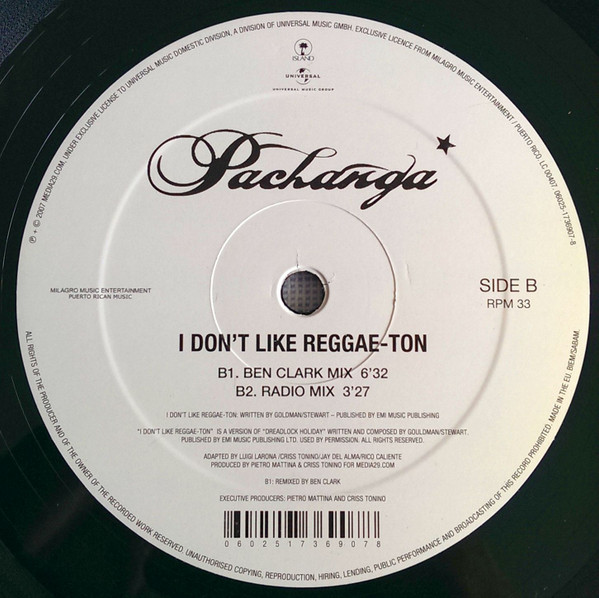 ℗ + © 2007 MEDIA29.COM. UNDER EXCLUSIVE LICENSE TO UNIVERSAL MUSIC DOMESTIC DIVISION, A DIVISION OF UNIVERSAL MUSIC GMBH. EXCLUSIVE LICENCE FROM MILAGRO MUSIC ENTERTAINMENT / PUERTO RICO. LC 00407. 06025-1736907-8
ISLAND
UNIVERSAL
UNIVERSAL MUSIC GROUP
Pachanga
MILAGRO MUSIC ENTERTAINMENT
PUERTO RICAN MUSIC
SIDE B
RPM 33
I DON'T LIKE REGGAE-TON
B1. BEN CLARK MIX 6'32
B2. RADIO MIX 3'27
I DON'T LIKE REGGAE-TON: WRITTEN BY GOLDMAN/STEWART – PUBLISHED BY EMI MUSIC PUBLISHING
"I DON'T LIKE REGGAE-TON" IS A VERSION OF "DREADLOCK HOLIDAY" WRITTEN AND COMPOSED BY GOULDMAN/STEWART.
PUBLISHED BY EMI MUSIC PUBLISHING LTD. USED BY PERMISSION. ALL RIGHTS RESERVED.
ADAPTED BY LUIGI LARONA/CRISS TONINO/JAY DEL ALMA/RICO CALIENTE
PRODUCED BY PIETRO MATTINA & CRISS TONINO FOR MEDIA29.COM
B1: REMIXED BY BEN CLARK
EXECUTIVE PRODUCERS: PIETRO MATTINA AND CRISS TONINO
0 6 0 2 5 1 7 3 6 9 0 7 8
ALL RIGHTS OF THE PRODUCER AND OF THE OWNER OF THE RECORDED WORK RESERVED. UNAUTHORISED COPYING, REPRODUCTION, HIRING, LENDING, PUBLIC PERFORMANCE AND BROADCASTING OF THIS RECORD PROHIBITED. MADE IN THE EU. BIEM/SABAM.